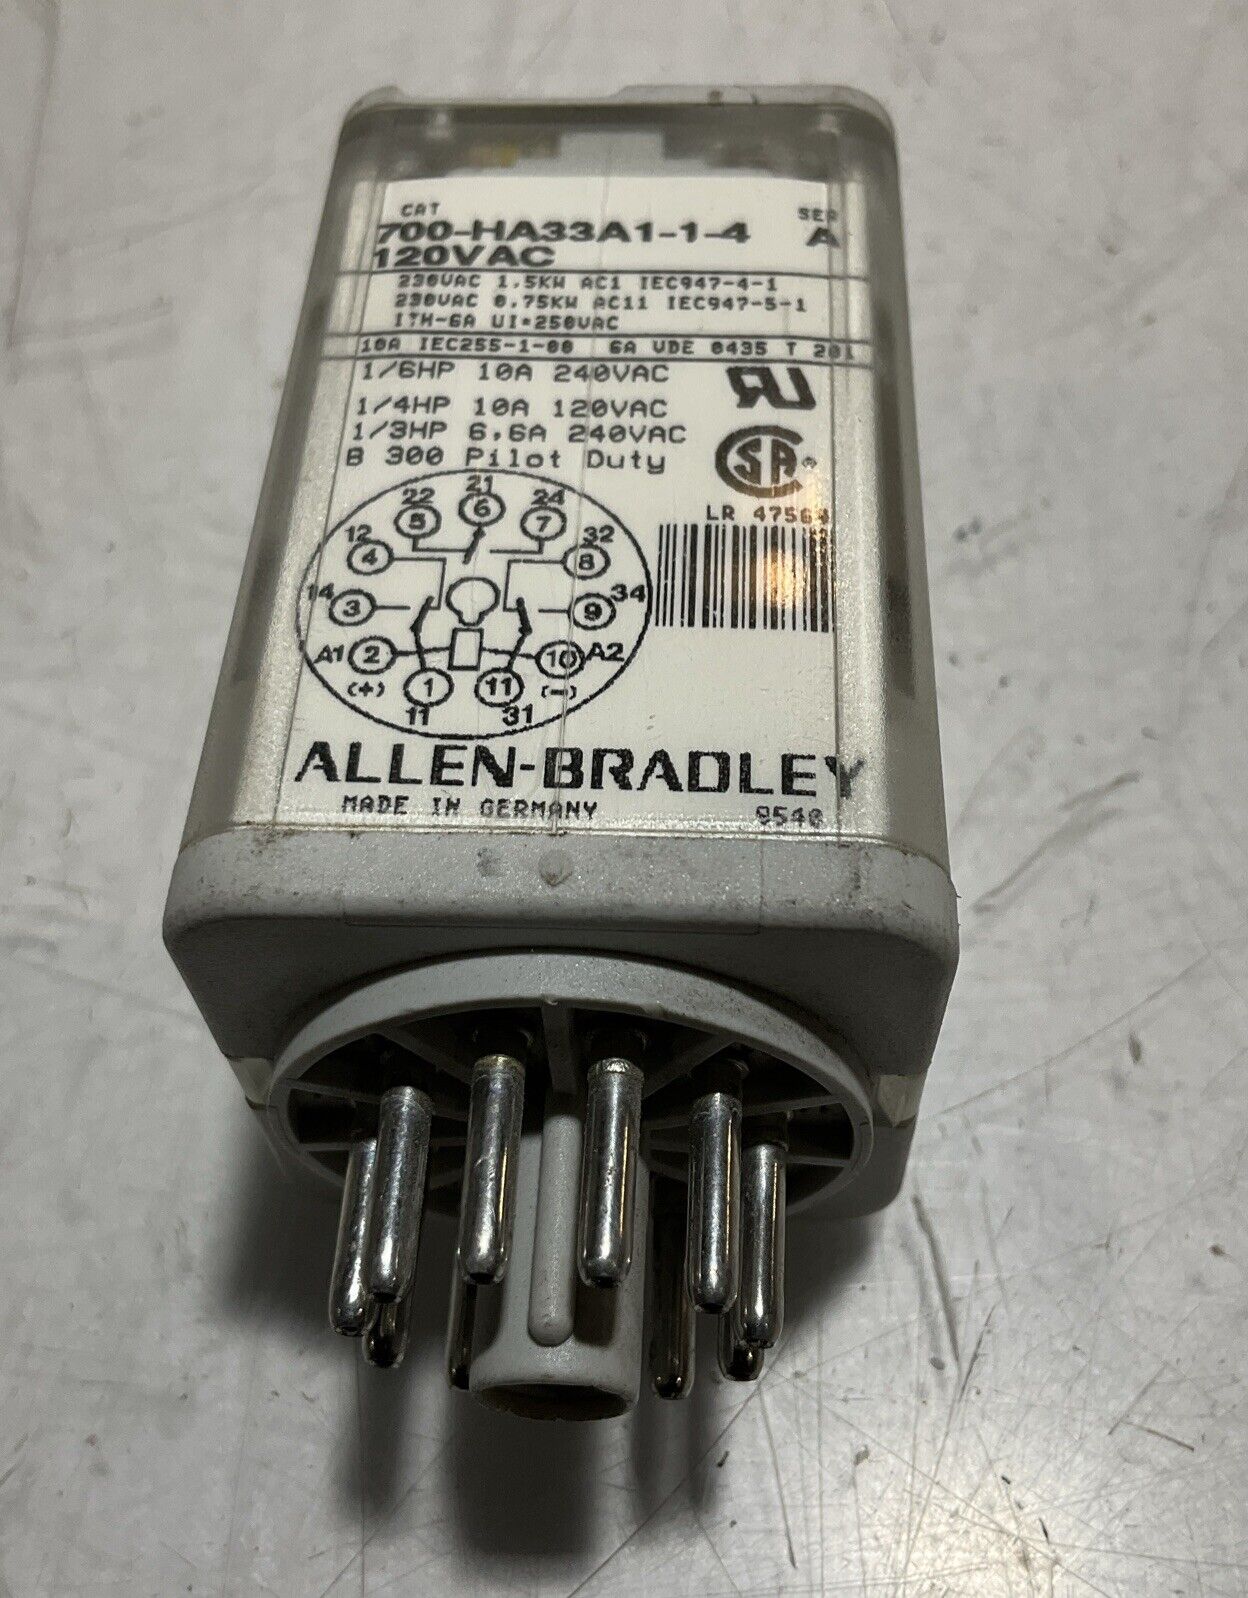 CAT
SER
700-HA33A1-1-4 A
120VAC
230VAC 1.5KW AC1 IEC947-4-1
230VAC 0.75KW AC11 IEC947-5-1
ITH-6A UI=250VAC
10A IEC255-1-00 6A VDE 0435 T 201
1/6HP 10A 240VAC
1/4HP 10A 120VAC
1/3HP 6,6A 240VAC
B 300 Pilot Duty
SA ®
LR 47564
21
22 24
6
5 7
12 32
4 8
14 34
3 9
A1 2 10 A2
(+) 1 11 (-)
11 31
ALLEN-BRADLEY
MADE IN GERMANY 9540